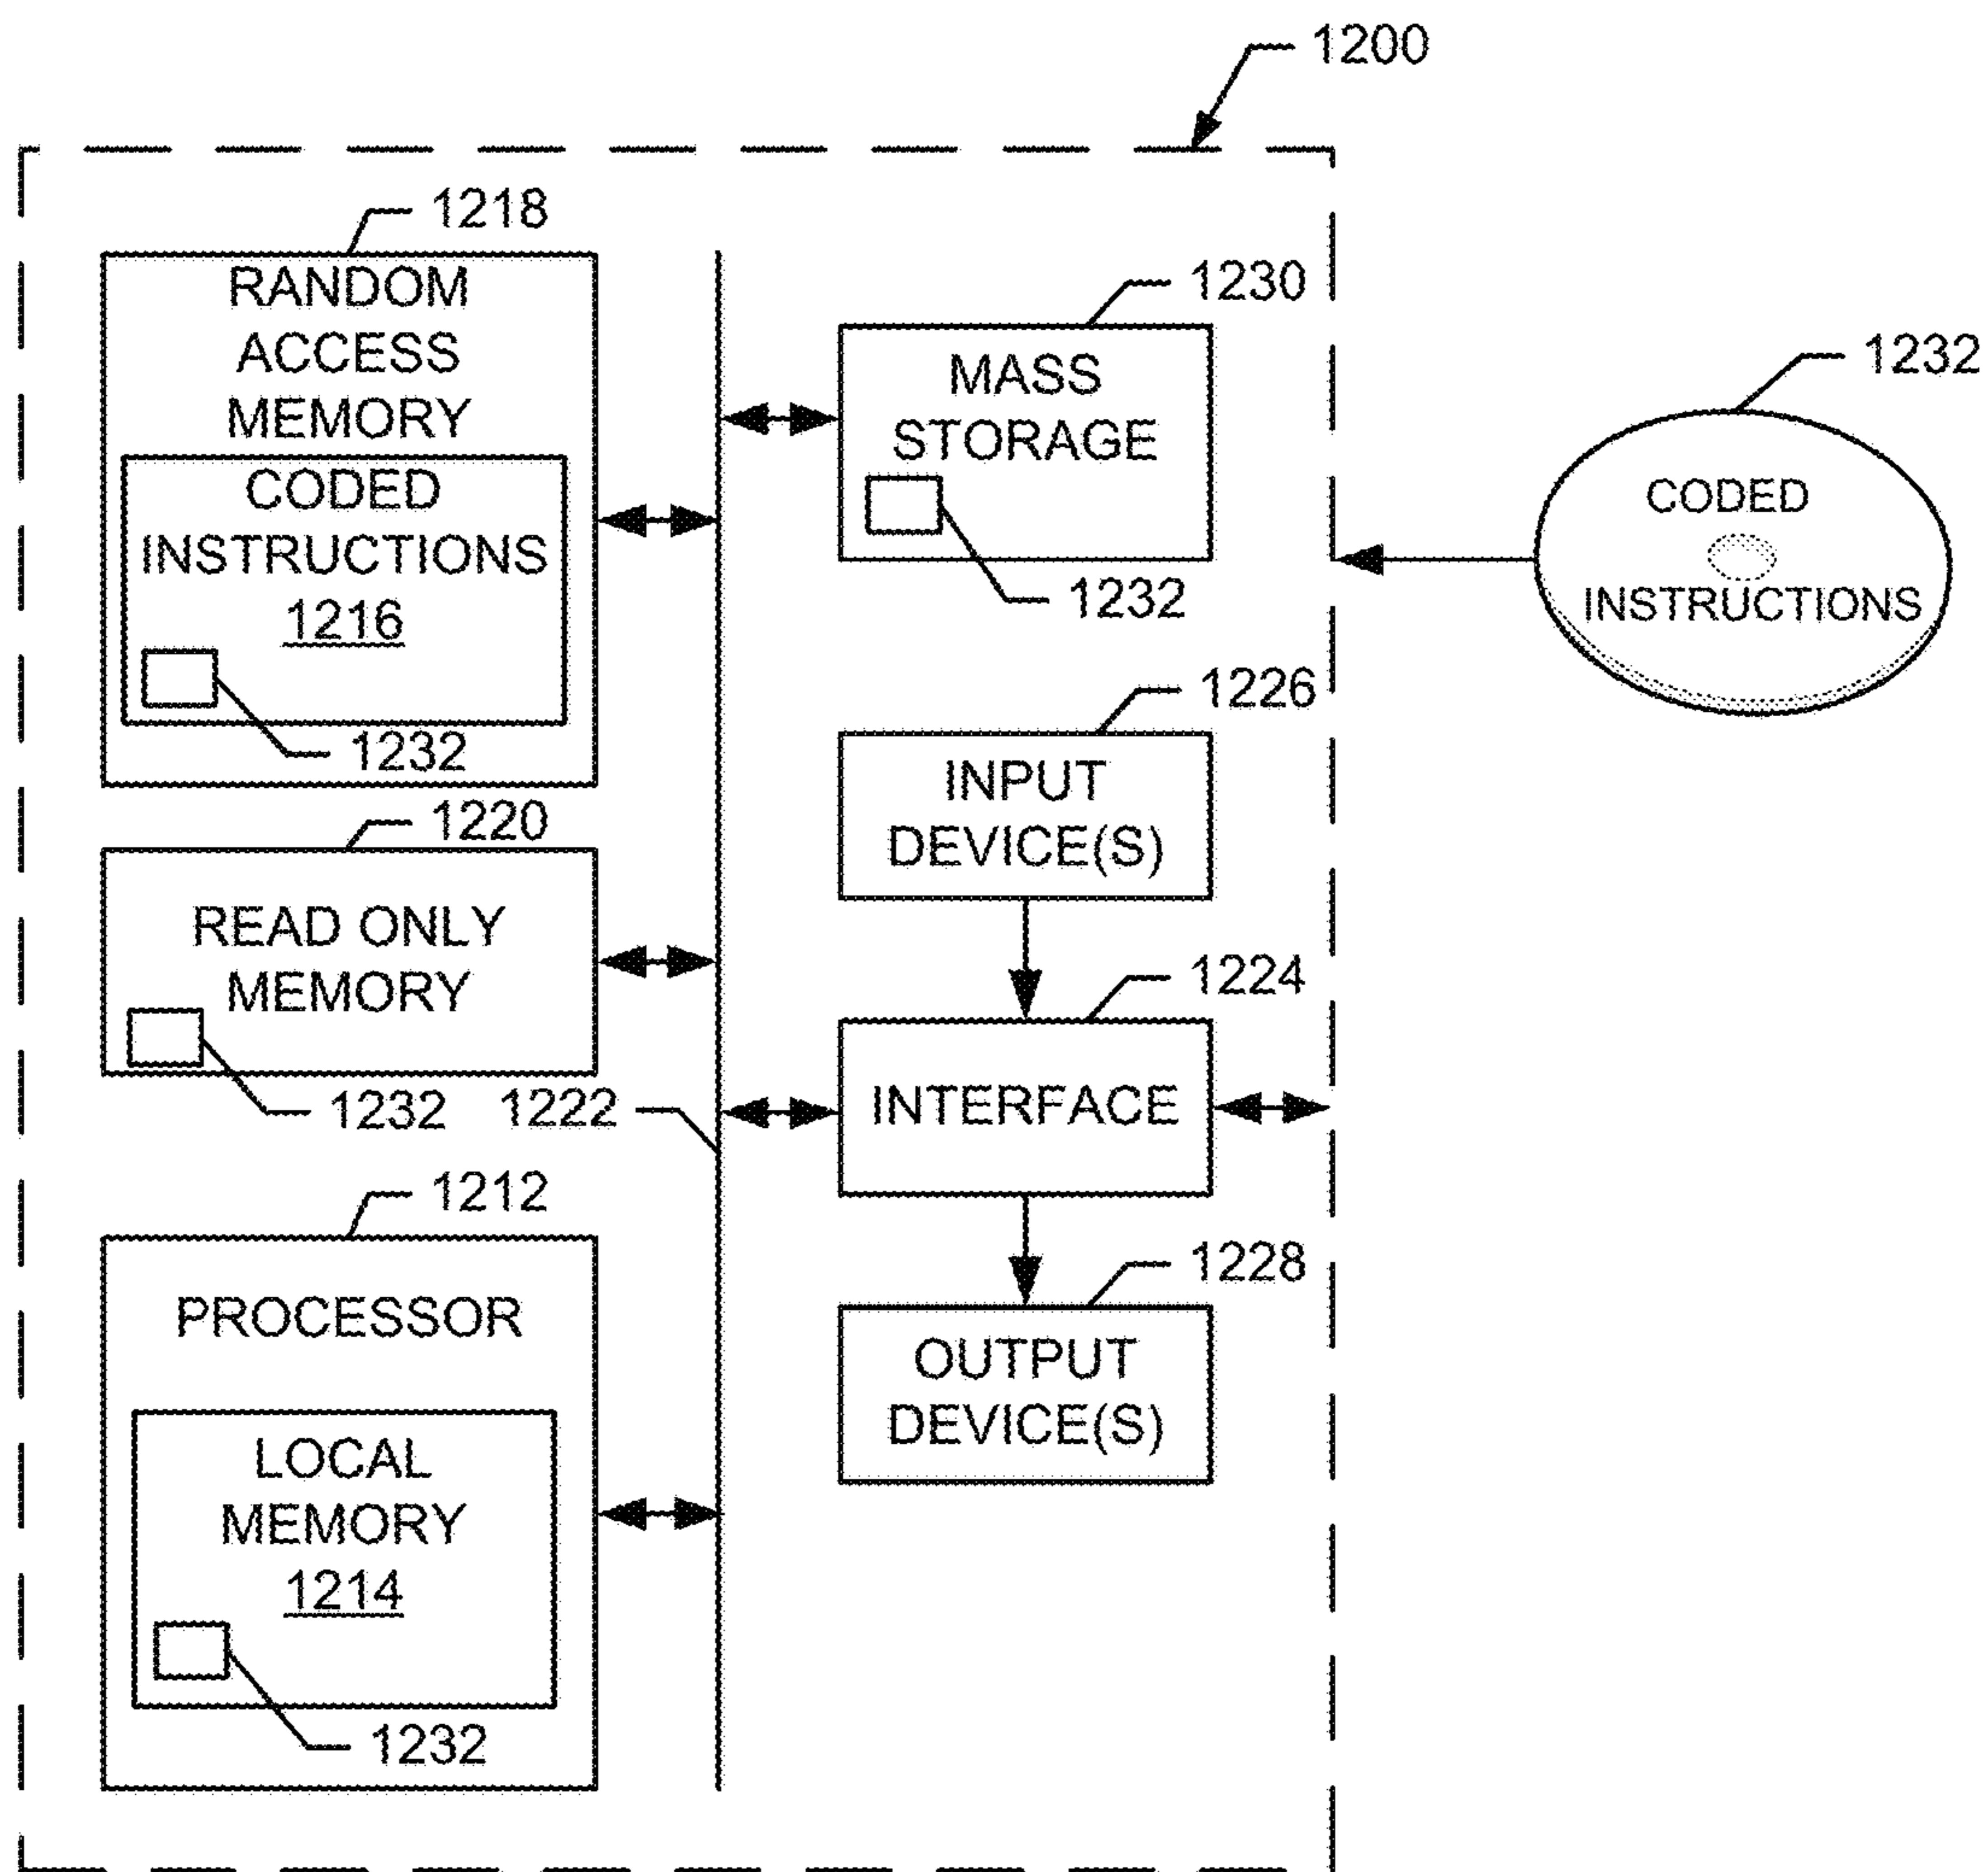 1200
1218
RANDOM
ACCESS
MEMORY
CODED
INSTRUCTIONS
1216
1232
1220
READ ONLY
MEMORY
1232
1222
1212
PROCESSOR
LOCAL
MEMORY
1214
1232
1230
MASS
STORAGE
1232
1226
INPUT
DEVICE(S)
1224
INTERFACE
1228
OUTPUT
DEVICE(S)
1232
CODED
INSTRUCTIONS